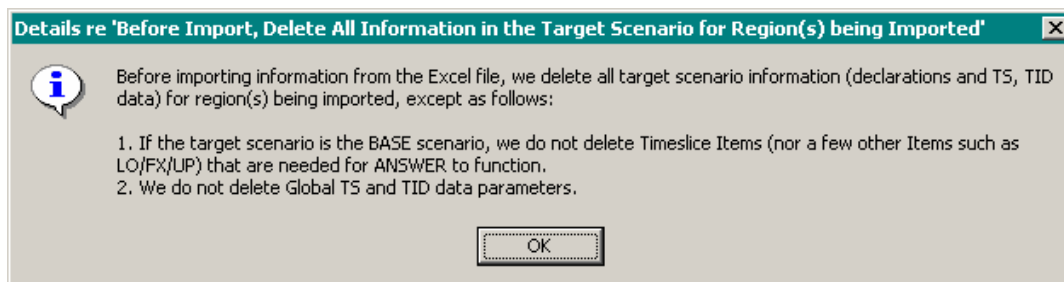 Details re 'Before Import, Delete All Information in the Target Scenario for Region(s) being Imported'
Before importing information from the Excel file, we delete all target scenario information (declarations and TS, TID
data) for region(s) being imported, except as follows:
1. If the target scenario is the BASE scenario, we do not delete Timeslice Items (nor a few other Items such as
LO/FX/UP) that are needed for ANSWER to function.
2. We do not delete Global TS and TID data parameters.
OK